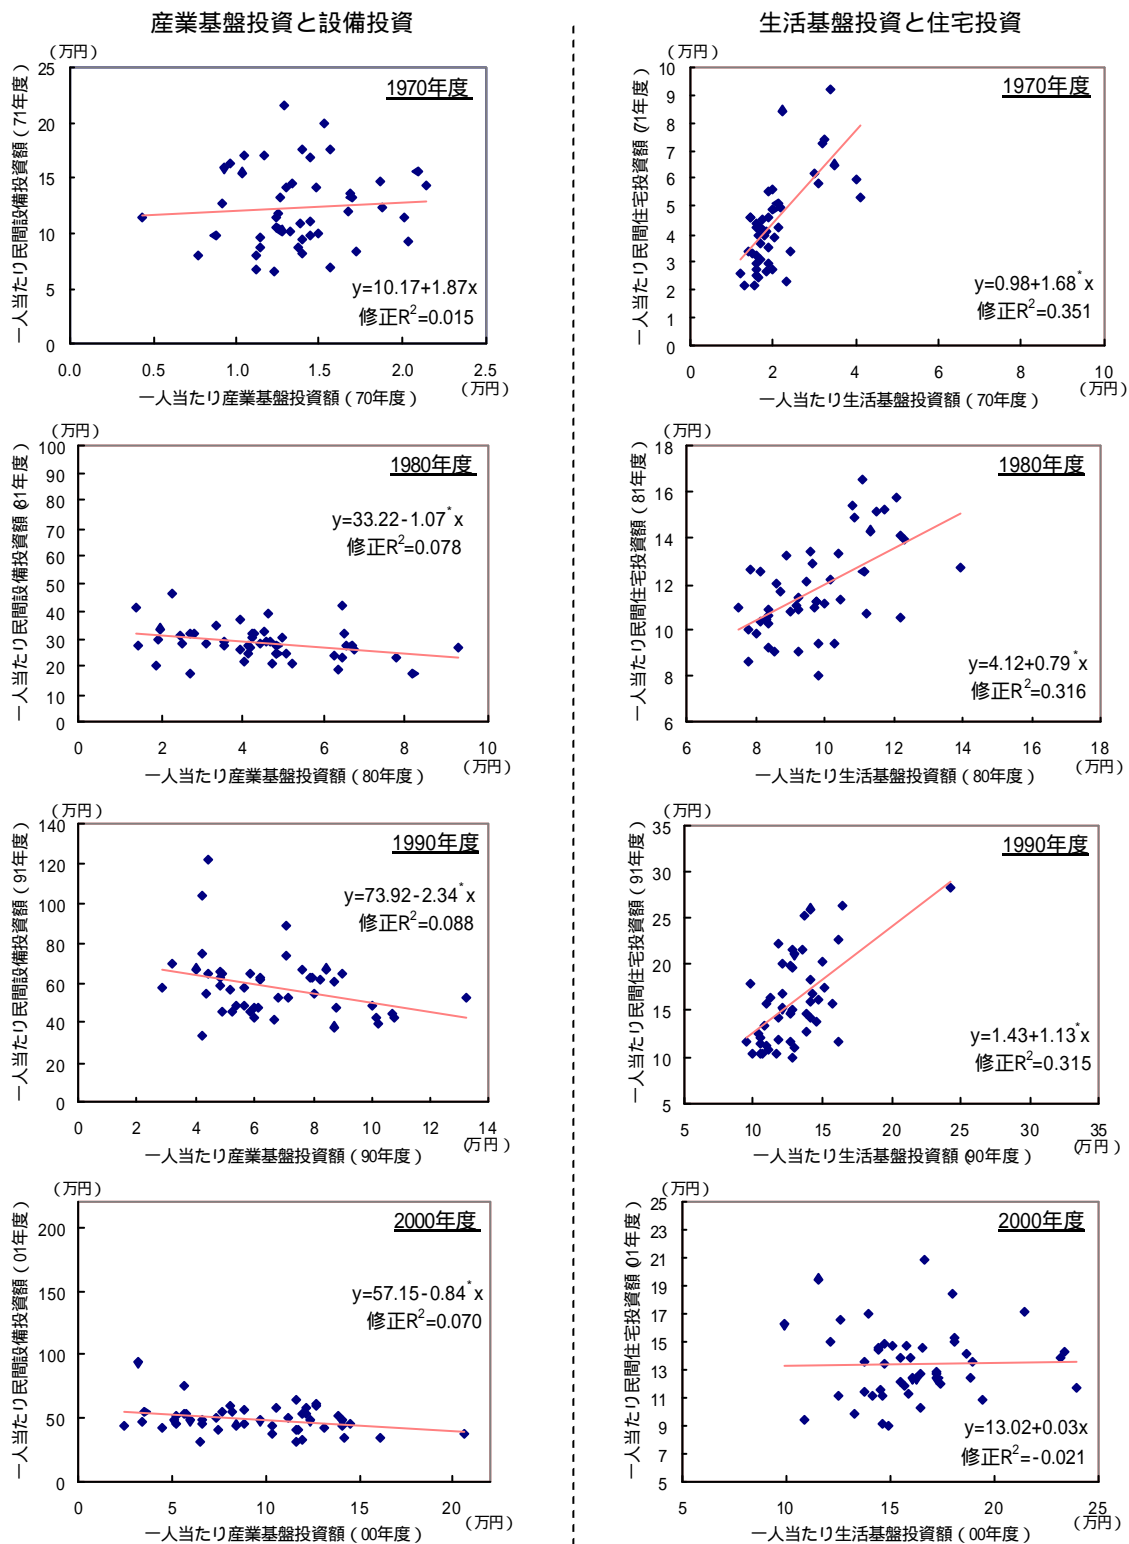 産業基盤投資と設備投資
(万円)
一人当たり民間設備投資額(71年度)
25
20
15
10
5
0
1970年度
y=10.17+1.87x
修正R²=0.015
0.0 0.5 1.0 1.5 2.0 2.5
(万円)
一人当たり産業基盤投資額(70年度)
(万円)
一人当たり民間設備投資額(81年度)
100
90
80
70
60
50
40
30
20
10
0
1980年度
y=33.22-1.07*x
修正R²=0.078
0 2 4 6 8 10
(万円)
一人当たり産業基盤投資額(80年度)
(万円)
一人当たり民間設備投資額(91年度)
140
120
100
80
60
40
20
0
1990年度
y=73.92-2.34*x
修正R²=0.088
0 2 4 6 8 10 12 14
(万円)
一人当たり産業基盤投資額(90年度)
(万円)
一人当たり民間設備投資額(01年度)
200
150
100
50
0
2000年度
y=57.15-0.84*x
修正R²=0.070
0 5 10 15 20
(万円)
一人当たり産業基盤投資額(00年度)
生活基盤投資と住宅投資
(万円)
一人当たり民間住宅投資額(71年度)
10
9
8
7
6
5
4
3
2
1
0
1970年度
y=0.98+1.68*x
修正R²=0.351
0 2 4 6 8 10
(万円)
一人当たり生活基盤投資額(70年度)
(万円)
一人当たり民間住宅投資額(81年度)
18
16
14
12
10
8
6
1980年度
y=4.12+0.79*x
修正R²=0.316
6 8 10 12 14 16 18
(万円)
一人当たり生活基盤投資額(80年度)
(万円)
一人当たり民間住宅投資額(91年度)
35
30
25
20
15
10
5
1990年度
y=1.43+1.13*x
修正R²=0.315
5 10 15 20 25 30 35
(万円)
一人当たり生活基盤投資額(90年度)
(万円)
一人当たり民間住宅投資額(01年度)
25
23
21
19
17
15
13
11
9
7
5
2000年度
y=13.02+0.03x
修正R²=-0.021
5 10 15 20 25
(万円)
一人当たり生活基盤投資額(00年度)